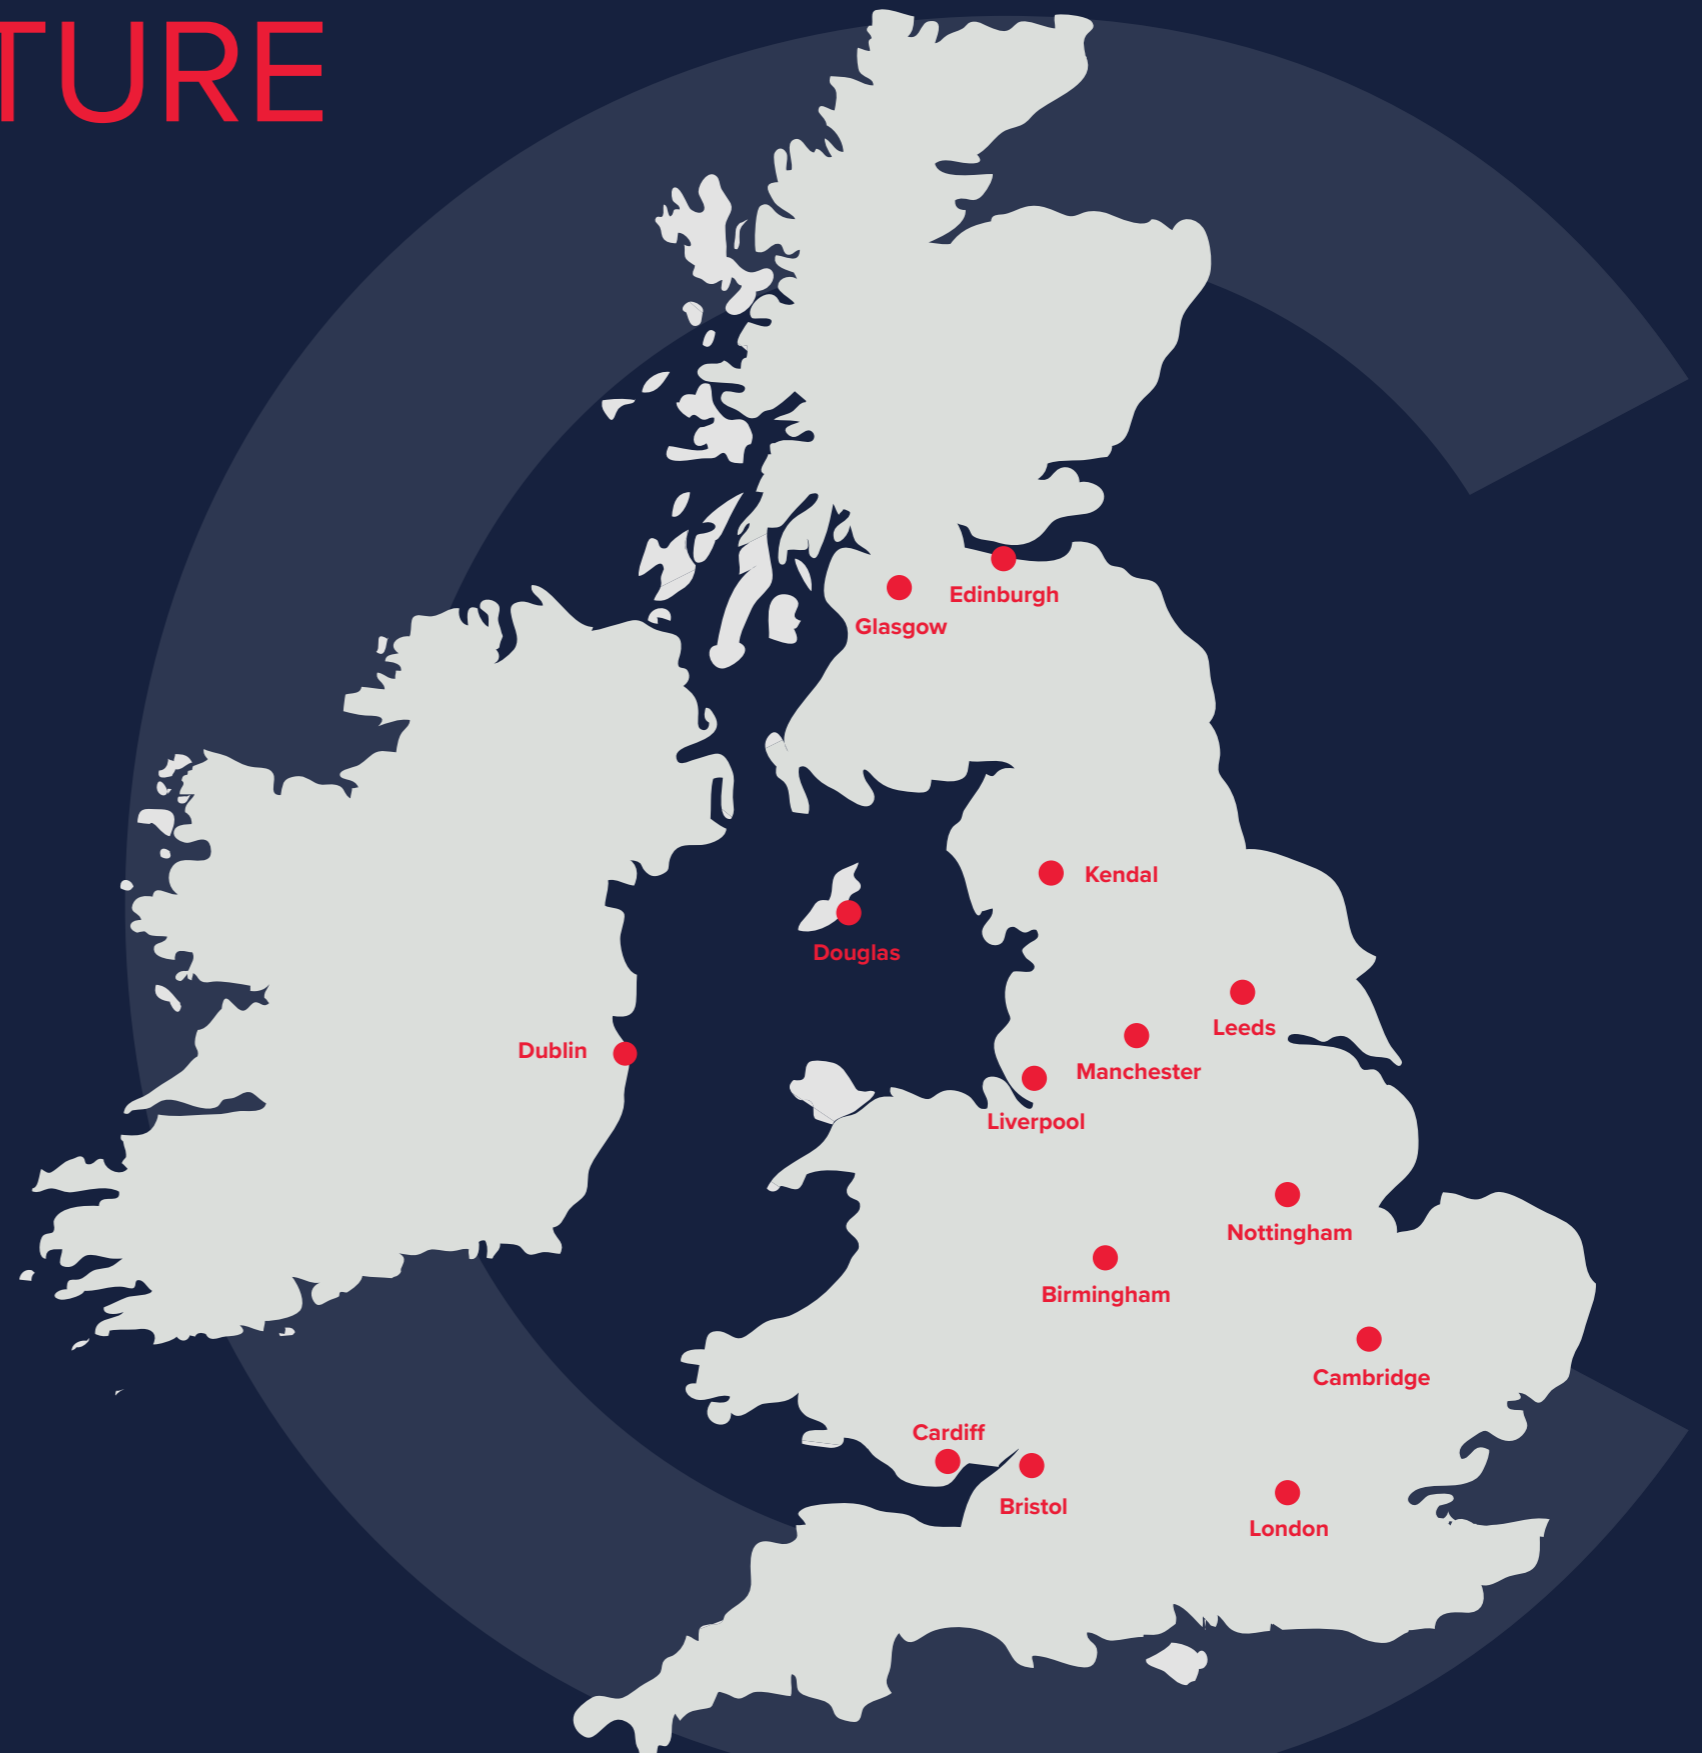 TURE
Edinburgh
Glasgow
Kendal
Douglas
Leeds
Dublin
Manchester
Liverpool
Nottingham
Birmingham
Cambridge
Cardiff
Bristol
London